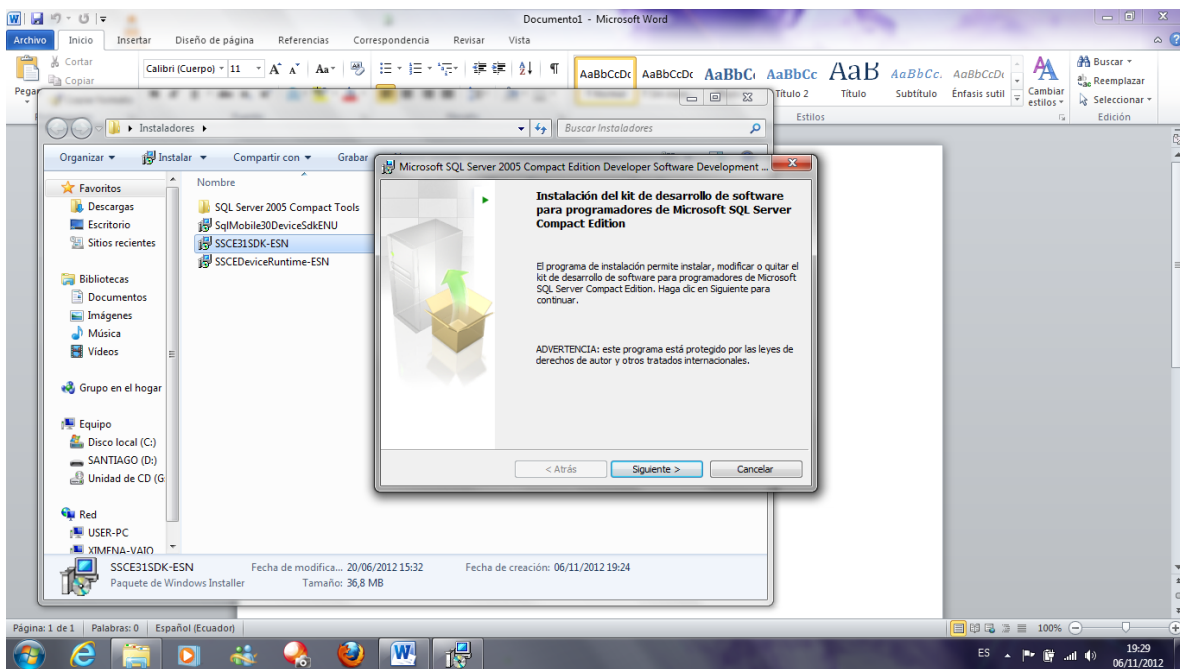 Documento1 - Microsoft Word
Archivo Inicio Insertar Diseño de página Referencias Correspondencia Revisar Vista
Cortar
Copiar
Pegar
Calibri (Cuerpo) 11
AaBbCcDc AaBbCcDc AaBbCc AaBbCc AaB AaBbCc. AaBbCcDc
Título 2 Título Subtítulo Énfasis sutil
Cambiar
estilos
Estilos
Buscar
Reemplazar
Seleccionar
Edición
Instaladores
Buscar Instaladores
Organizar Instalar Compartir con Grabar
Favoritos
Descargas
Escritorio
Sitios recientes
Bibliotecas
Documentos
Imágenes
Música
Vídeos
Grupo en el hogar
Equipo
Disco local (C:)
SANTIAGO (D:)
Unidad de CD (G:
Red
USER-PC
XIMENA-VAIO
Nombre
SQL Server 2005 Compact Tools
SqlMobile30DeviceSdkENU
SSCE31SDK-ESN
SSCEDeviceRuntime-ESN
Microsoft SQL Server 2005 Compact Edition Developer Software Development ...
Instalación del kit de desarrollo de software
para programadores de Microsoft SQL Server
Compact Edition
El programa de instalación permite instalar, modificar o quitar el
kit de desarrollo de software para programadores de Microsoft
SQL Server Compact Edition. Haga clic en Siguiente para
continuar.
ADVERTENCIA: este programa está protegido por las leyes de
derechos de autor y otros tratados internacionales.
< Atrás Siguiente > Cancelar
SSCE31SDK-ESN Fecha de modifica... 20/06/2012 15:32 Fecha de creación: 06/11/2012 19:24
Paquete de Windows Installer Tamaño: 36,8 MB
Página: 1 de 1 Palabras: 0 Español (Ecuador) 100%
ES 19:29
06/11/2012